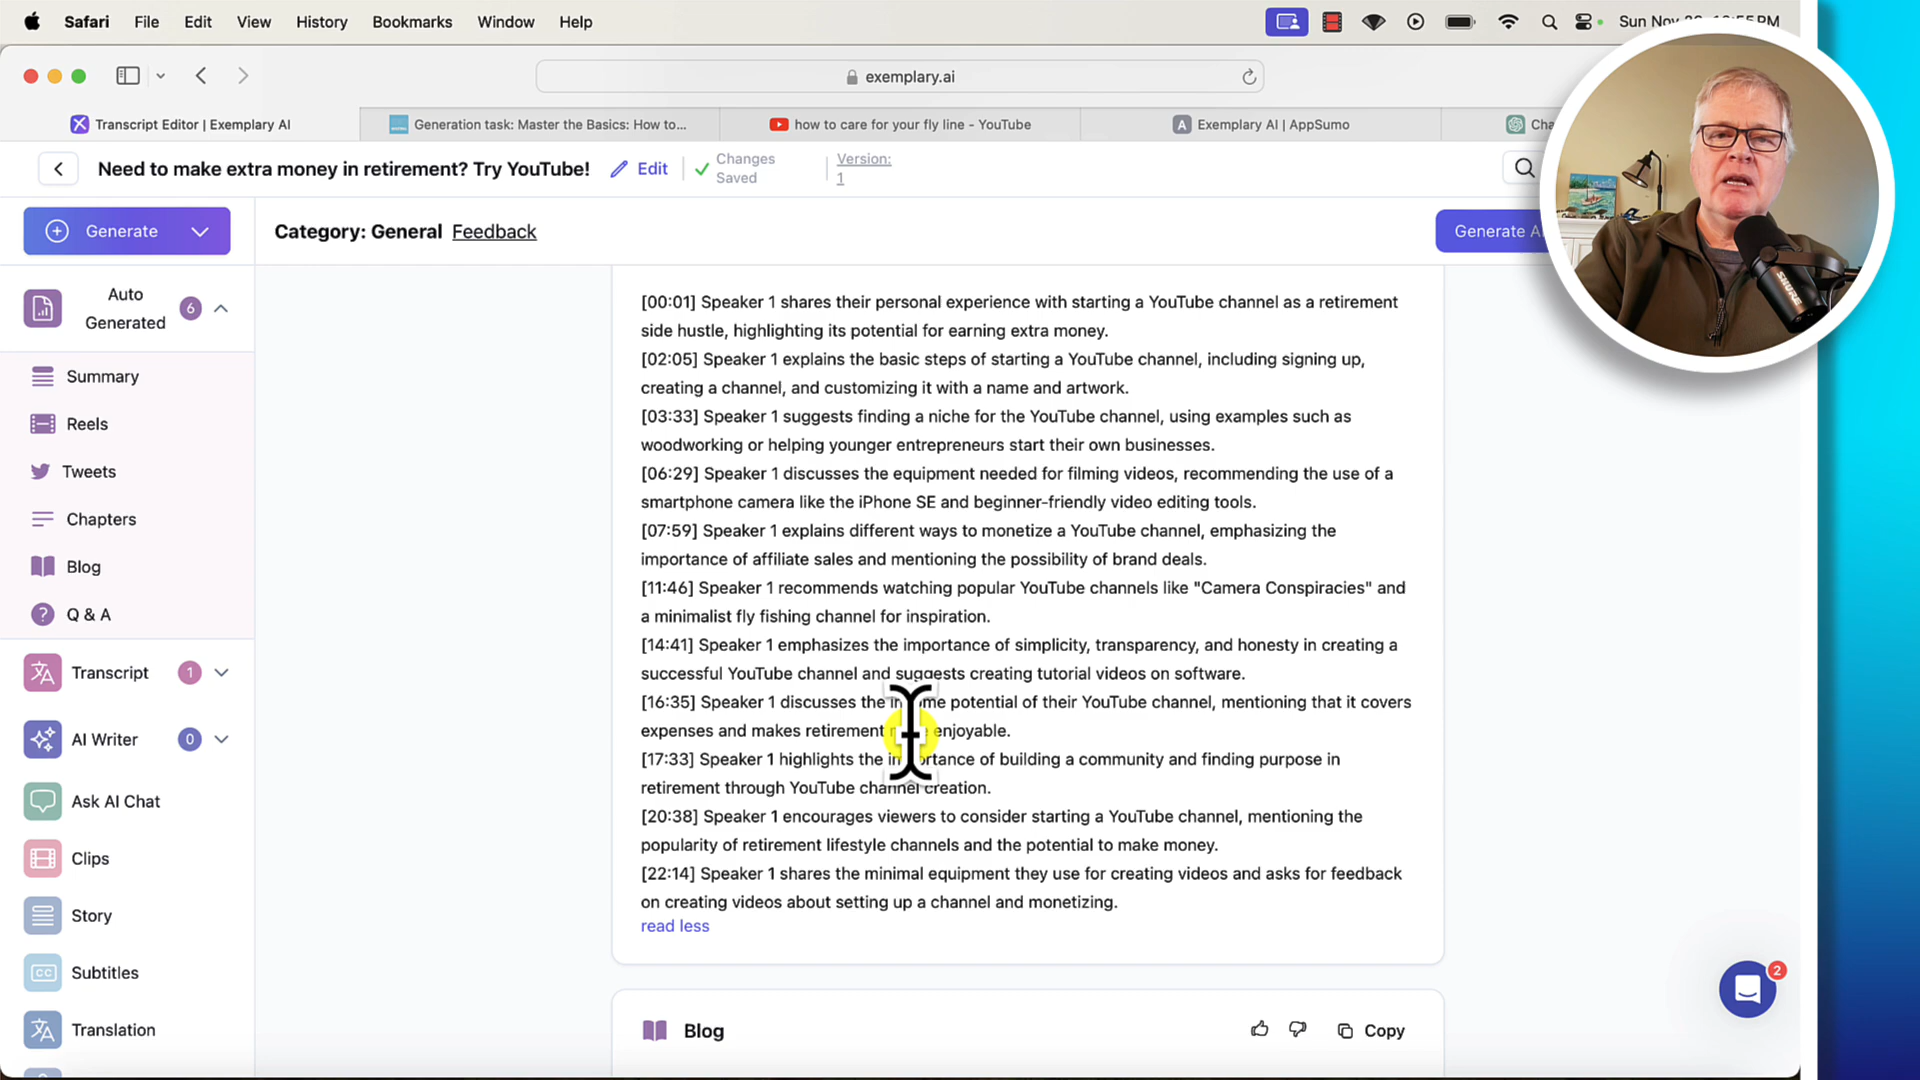 Safari File Edit View History Bookmarks Window Help
Sun Nov PM
exemplary.ai
Transcript Editor | Exemplary AI
Generation task: Master the Basics: How to...
how to care for your fly line - YouTube
A
Exemplary AI | AppSumo
Cha
Need to make extra money in retirement? Try YouTube!
Edit
Changes
Saved
Version:
1
Generate
Category: General Feedback
Generate A
Auto
Generated
6
Summary
Reels
Tweets
Chapters
Blog
? Q & A
Transcript 1
AI Writer 0
Ask AI Chat
Clips
Story
CC Subtitles
Translation
[00:01] Speaker 1 shares their personal experience with starting a YouTube channel as a retirement
side hustle, highlighting its potential for earning extra money.
[02:05] Speaker 1 explains the basic steps of starting a YouTube channel, including signing up,
creating a channel, and customizing it with a name and artwork.
[03:33] Speaker 1 suggests finding a niche for the YouTube channel, using examples such as
woodworking or helping younger entrepreneurs start their own businesses.
[06:29] Speaker 1 discusses the equipment needed for filming videos, recommending the use of a
smartphone camera like the iPhone SE and beginner-friendly video editing tools.
[07:59] Speaker 1 explains different ways to monetize a YouTube channel, emphasizing the
importance of affiliate sales and mentioning the possibility of brand deals.
[11:46] Speaker 1 recommends watching popular YouTube channels like "Camera Conspiracies" and
a minimalist fly fishing channel for inspiration.
[14:41] Speaker 1 emphasizes the importance of simplicity, transparency, and honesty in creating a
successful YouTube channel and suggests creating tutorial videos on software.
[16:35] Speaker 1 discusses the income potential of their YouTube channel, mentioning that it covers
expenses and makes retirement enjoyable.
[17:33] Speaker 1 highlights the importance of building a community and finding purpose in
retirement through YouTube channel creation.
[20:38] Speaker 1 encourages viewers to consider starting a YouTube channel, mentioning the
popularity of retirement lifestyle channels and the potential to make money.
[22:14] Speaker 1 shares the minimal equipment they use for creating videos and asks for feedback
on creating videos about setting up a channel and monetizing.
read less
Blog
Copy
2
SHURE